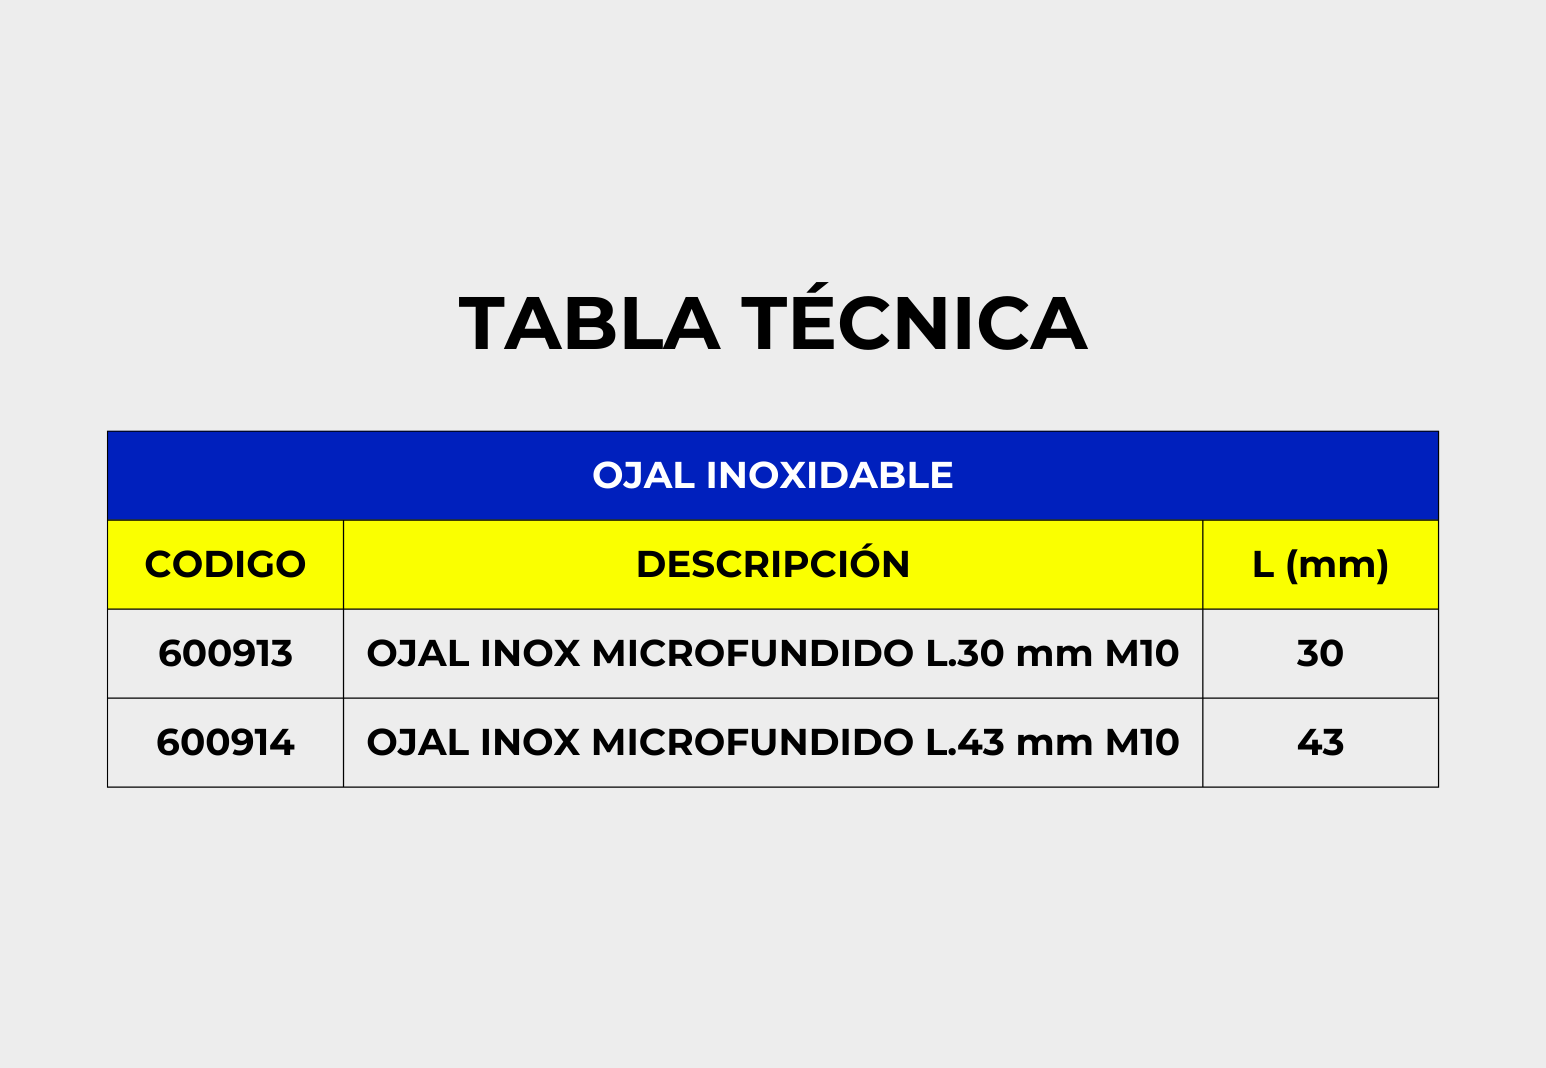 TABLA TÉCNICA
OJAL INOXIDABLE
CODIGO DESCRIPCIÓN L (mm)
600913 OJAL INOX MICROFUNDIDO L.30 mm M10 30
600914 OJAL INOX MICROFUNDIDO L.43 mm M10 43